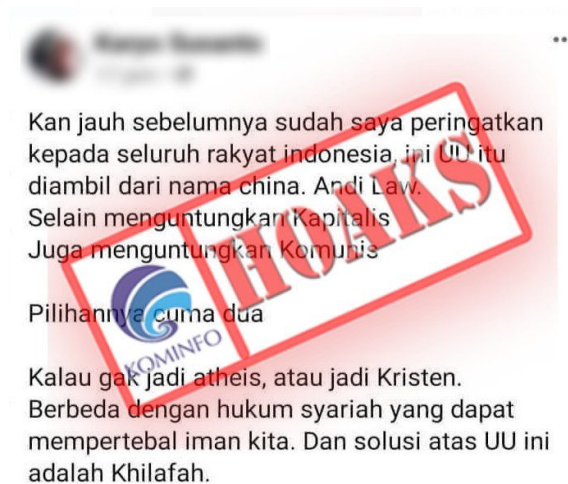 Kan jauh sebelumnya sudah saya peringatkan
kepada seluruh rakyat indonesia, ini UU itu
diambil dari nama china. Andi Law.
Selain menguntungkan Kapitalis
Juga menguntungkan Komunis
Pilihannya cuma dua
Kalau gak jadi atheis, atau jadi Kristen.
Berbeda dengan hukum syariah yang dapat
mempertebal iman kita. Dan solusi atas UU ini
adalah Khilafah.
HOAKS
KOMINFO